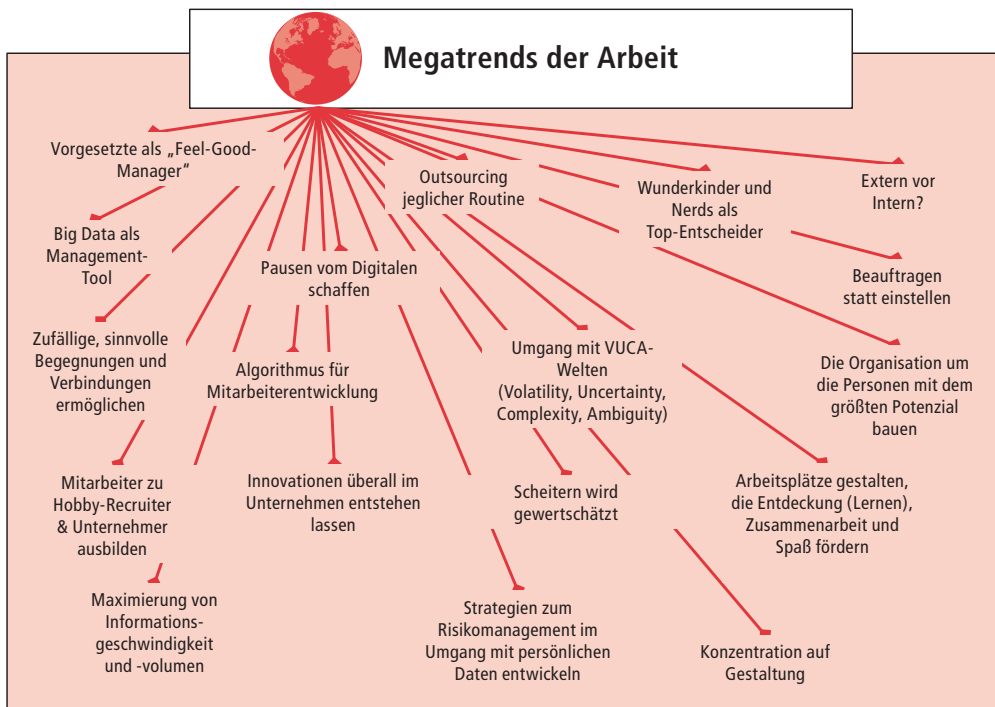 Megatrends der Arbeit
Vorgesetzte als „Feel-Good-
Manager“
Outsourcing
jeglicher Routine
Wunderkinder und
Nerds als
Top-Entscheider
Extern vor
Intern?
Big Data als
Management-
Tool
Pausen vom Digitalen
schaffen
Beauftragen
statt einstellen
Zufällige, sinnvolle
Begegnungen und
Verbindungen
ermöglichen
Algorithmus für
Mitarbeiterentwicklung
Umgang mit VUCA-
Welten
(Volatility, Uncertainty,
Complexity, Ambiguity)
Die Organisation um
die Personen mit dem
größten Potenzial
bauen
Mitarbeiter zu
Hobby-Recruiter
& Unternehmer
ausbilden
Innovationen überall im
Unternehmen entstehen
lassen
Scheitern wird
gewertschätzt
Arbeitsplätze gestalten,
die Entdeckung (Lernen),
Zusammenarbeit und
Spaß fördern
Maximierung von
Informations-
geschwindigkeit
und -volumen
Strategien zum
Risikomanagement im
Umgang mit persönlichen
Daten entwickeln
Konzentration auf
Gestaltung